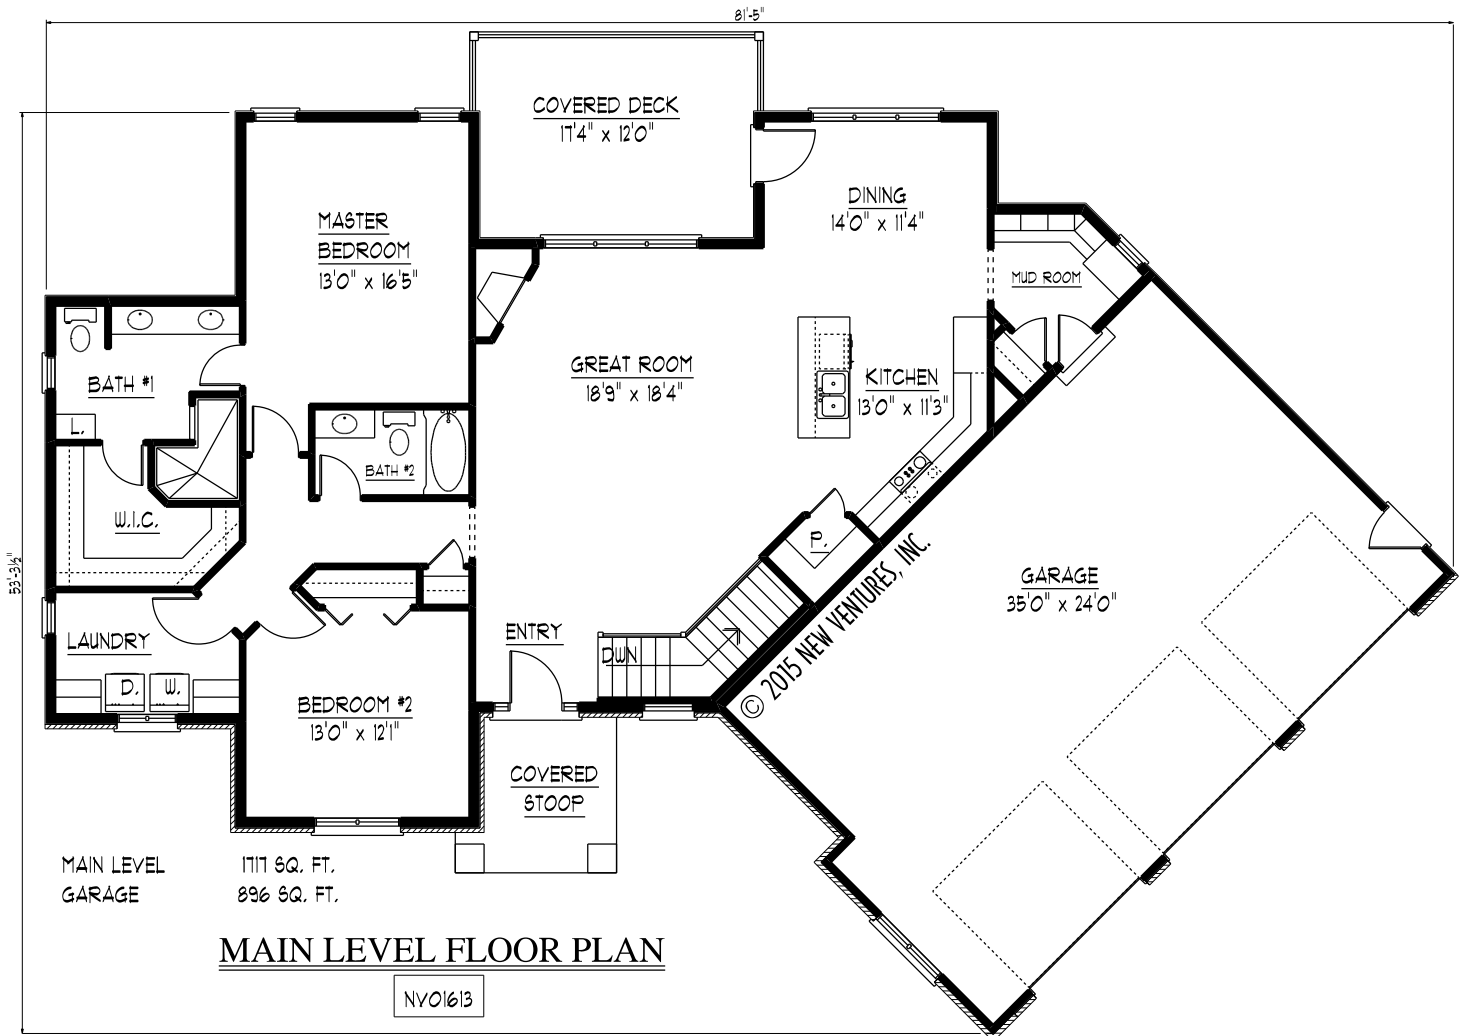 81'-5"
COVERED DECK
17'4" x 12'0"
DINING
14'0" x 11'4"
MASTER
BEDROOM
13'0" x 16'5"
MUD ROOM
GREAT ROOM
18'9" x 18'4"
KITCHEN
13'0" x 11'3"
BATH #1
L.
BATH #2
W.I.C.
P.
53'-3½"
GARAGE
35'0" x 24'0"
LAUNDRY
D.
W.
ENTRY
DWN
© 2015 NEW VENTURES, INC.
BEDROOM #2
13'0" x 12'1"
COVERED
STOOP
MAIN LEVEL 1717 SQ. FT.
GARAGE 896 SQ. FT.
MAIN LEVEL FLOOR PLAN
NVO1613